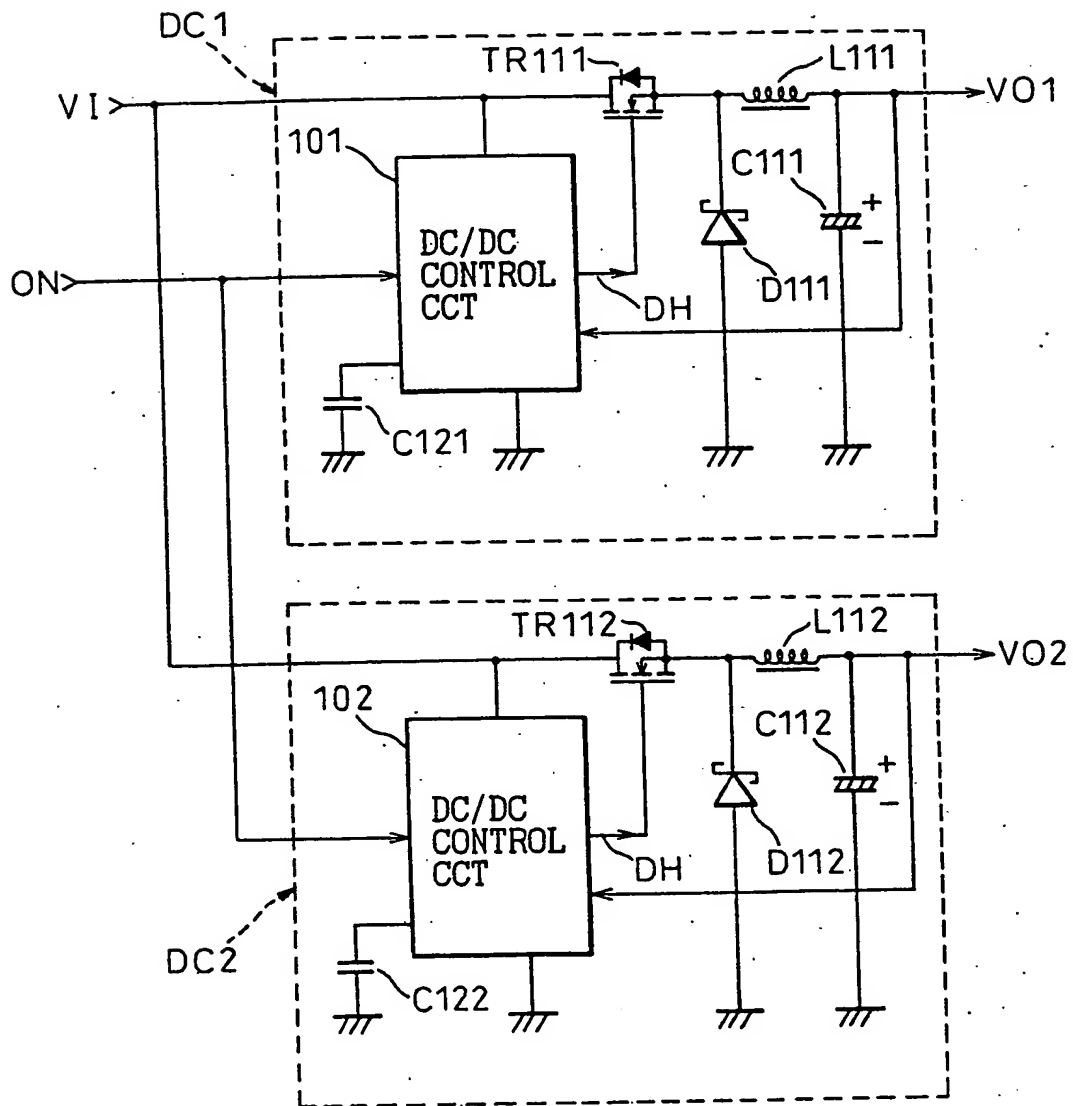 DC1
TR111
L111
VI
VO1
101
C111
+
−
DC/DC
CONTROL
CCT
ON
DH
D111
C121
TR112
L112
VO2
102
C112
+
−
DC/DC
CONTROL
CCT
DH
D112
DC2
C122